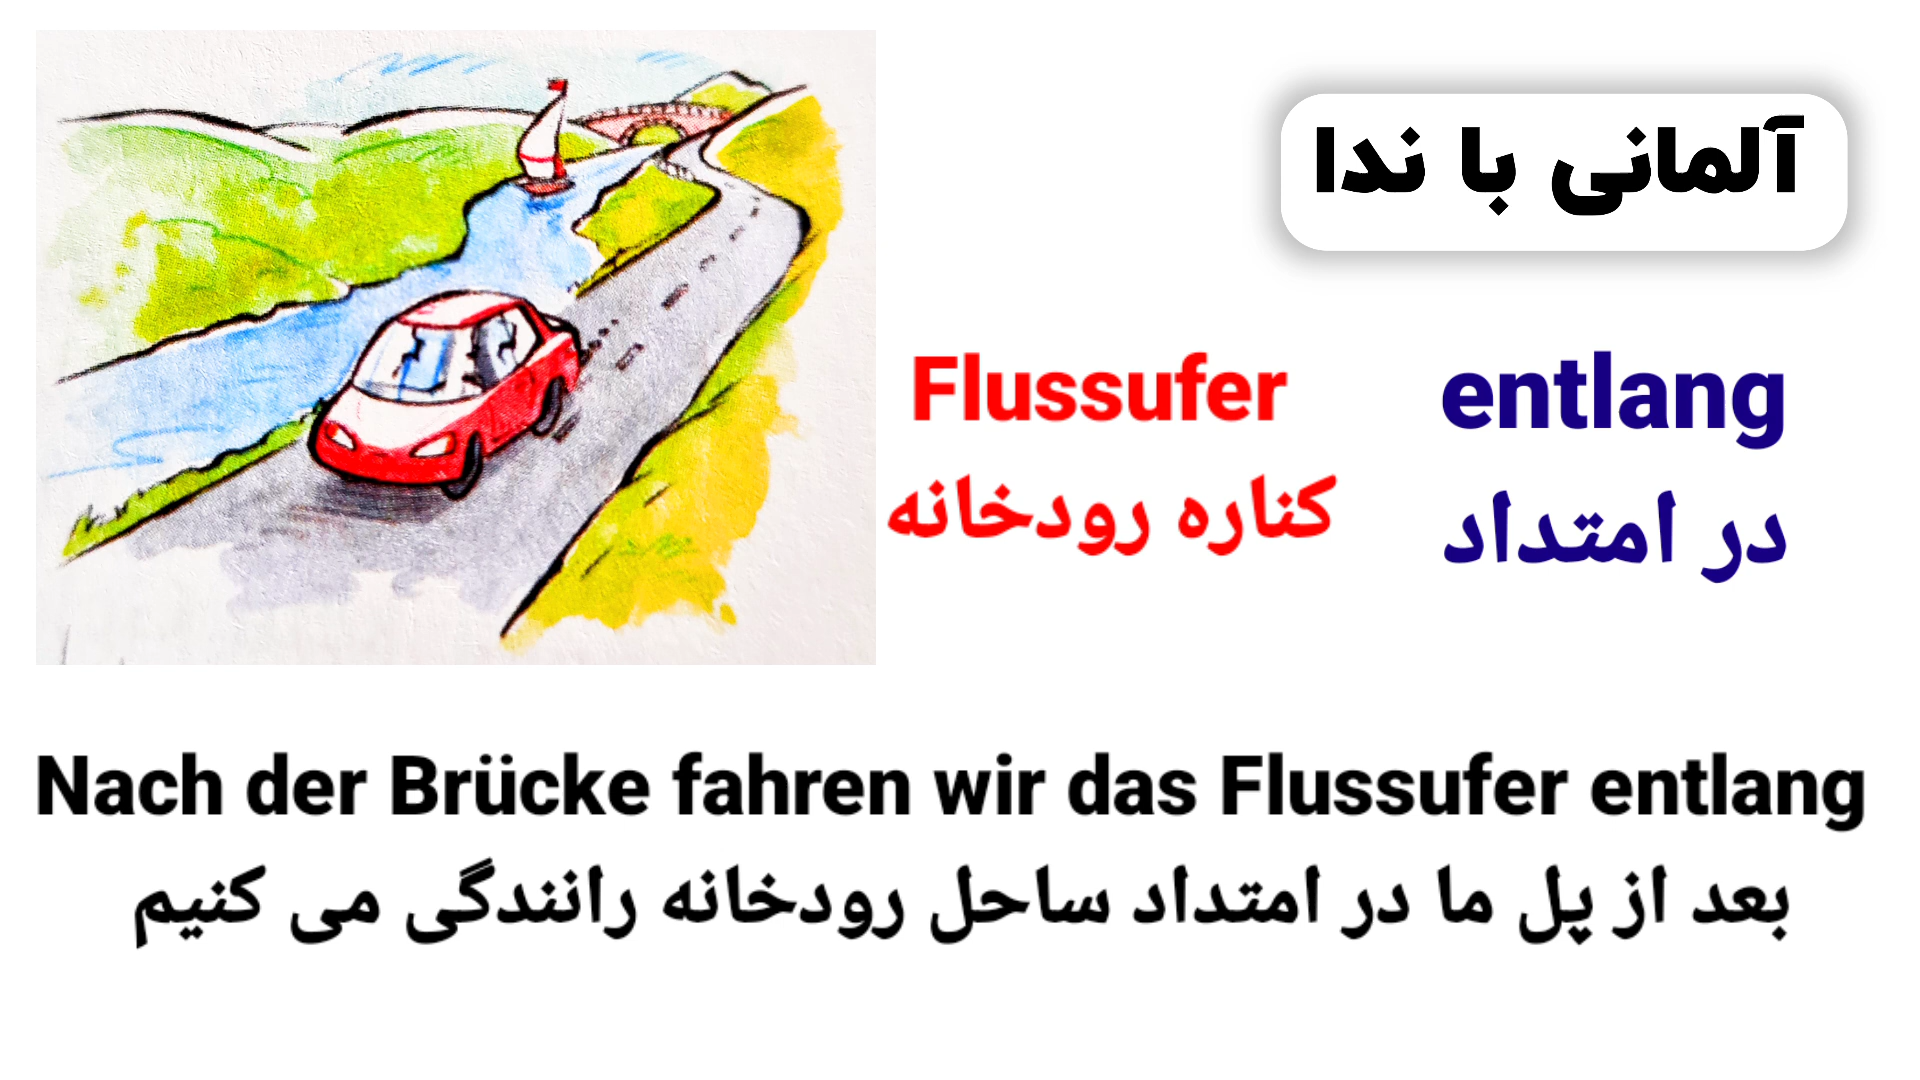 آلمانی با ندا
Flussufer
entlang
کناره رودخانه
در امتداد
Nach der Brücke fahren wir das Flussufer entlang
بعد از پل ما در امتداد ساحل رودخانه رانندگی می کنیم